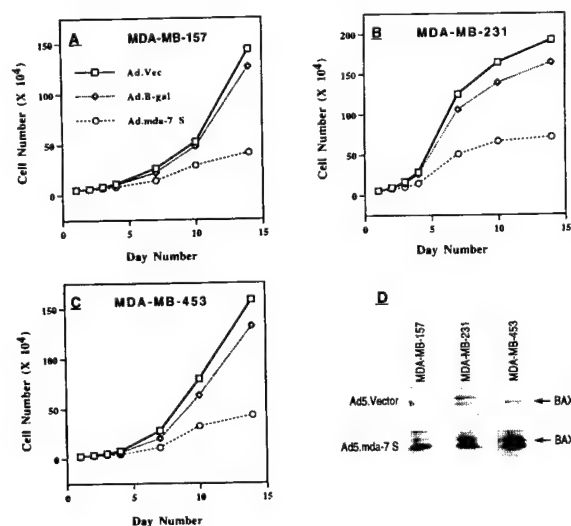 A
MDA-MB-157
Cell Number (X 10⁴)
150
100
50
0
Ad.Vec
Ad.B-gal
Ad.mda-7 S
0 5 10 15
Day Number
B
MDA-MB-231
Cell Number (X 10⁴)
200
150
100
50
0
0 5 10 15
Day Number
C
MDA-MB-453
Cell Number (X 10⁴)
150
100
50
0
0 5 10 15
Day Number
D
MDA-MB-157
MDA-MB-231
MDA-MB-453
Ad5.Vector
BAX
Ad5.mda-7 S
BAX